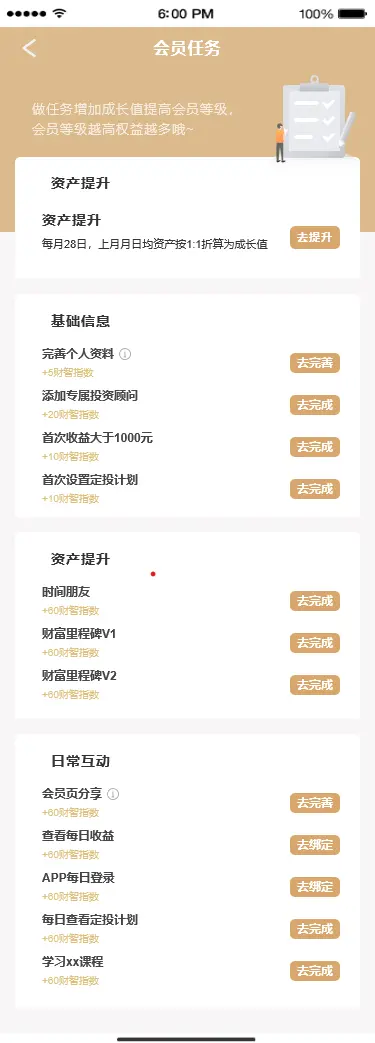 6:00 PM
100%
会员任务
做任务增加成长值提高会员等级，
会员等级越高权益越多哦~
资产提升
资产提升
每月28日，上月月日均资产按1:1折算为成长值
去提升
基础信息
完善个人资料
+5财智指数
去完善
添加专属投资顾问
+20财智指数
去完成
首次收益大于1000元
+10财智指数
去完成
首次设置定投计划
+10财智指数
去完成
资产提升
时间朋友
+60财智指数
去完成
财富里程碑V1
+60财智指数
去完成
财富里程碑V2
+60财智指数
去完成
日常互动
会员页分享
+60财智指数
去完善
查看每日收益
+60财智指数
去绑定
APP每日登录
+60财智指数
去绑定
每日查看定投计划
+60财智指数
去完成
学习xx课程
+60财智指数
去完成